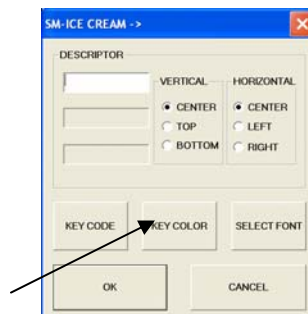 SM-ICE CREAM ->
DESCRIPTOR
VERTICAL
HORIZONTAL
CENTER
CENTER
TOP
LEFT
BOTTOM
RIGHT
KEY CODE
KEY COLOR
SELECT FONT
OK
CANCEL